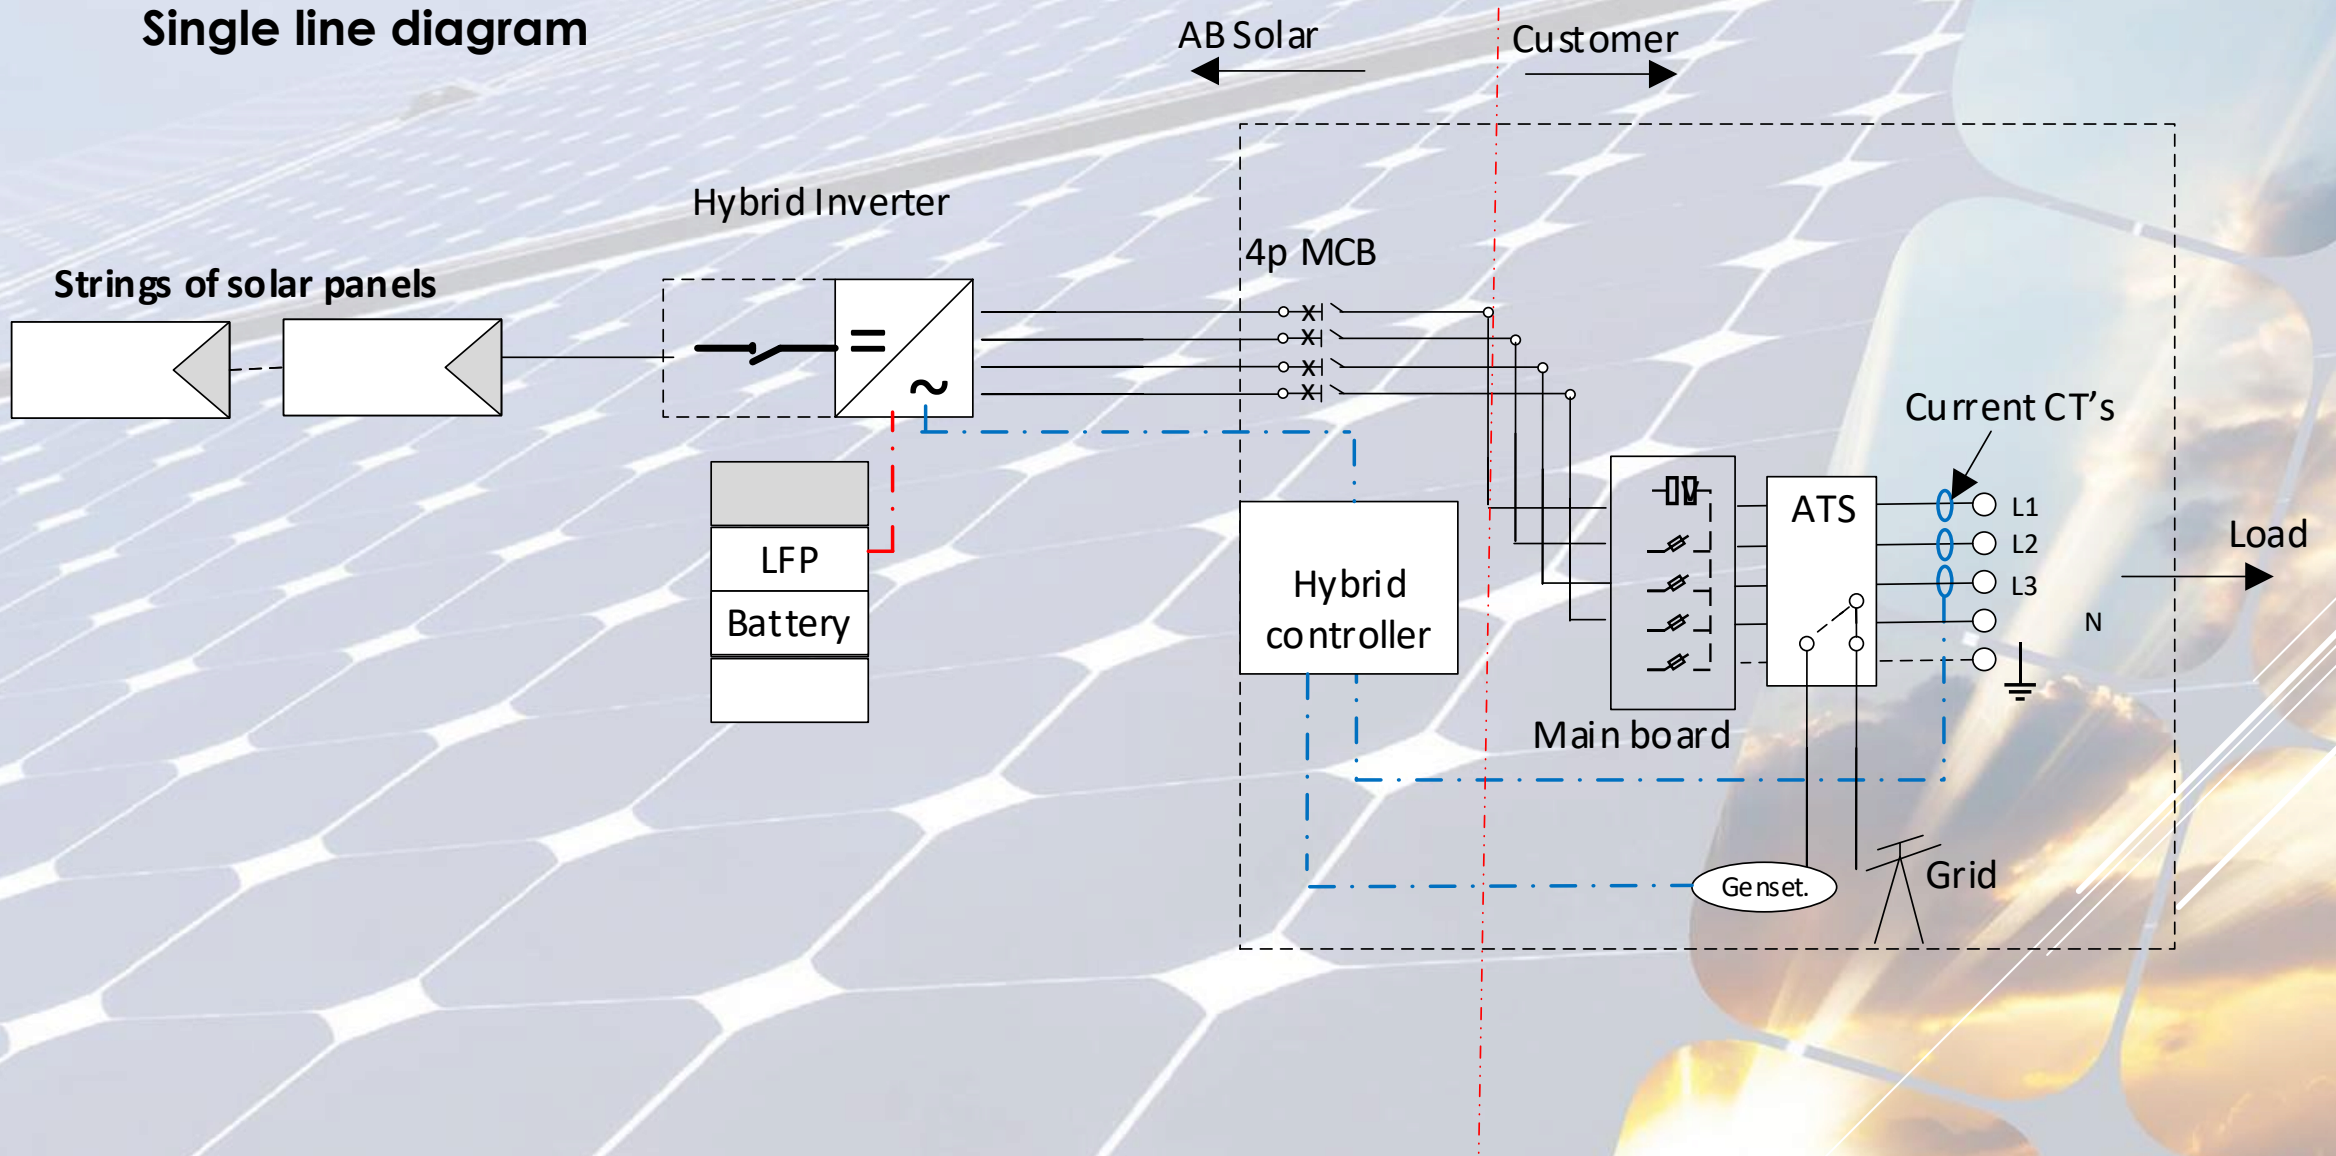 Single line diagram
AB Solar
Customer
Hybrid Inverter
4p MCB
Strings of solar panels
=
~
x
x
x
x
Current CT's
ATS
L1
L2
L3
N
Load
LFP
Battery
Hybrid
controller
Main board
Genset.
Grid